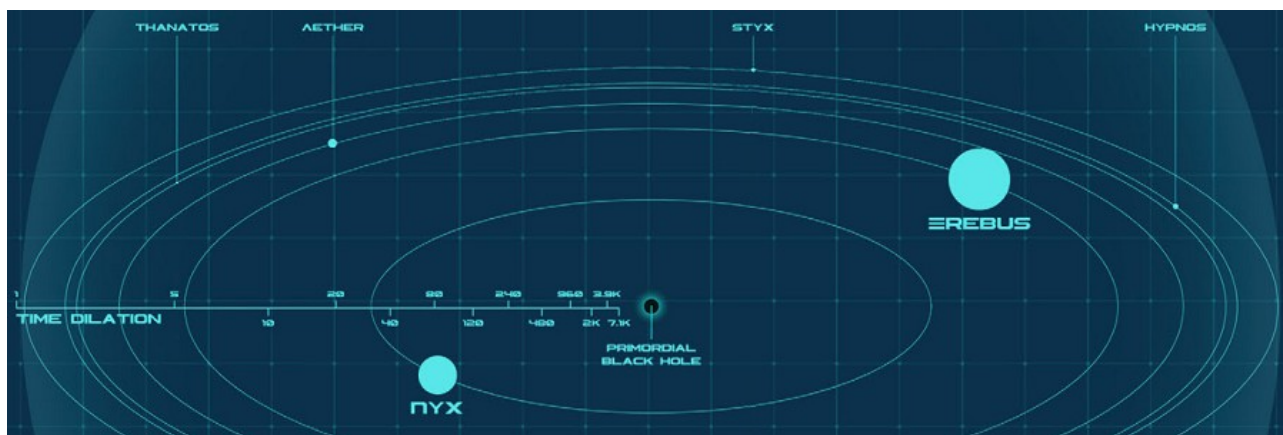 THANATOS
AETHER
STYX
HYPNOS
EREBUS
1 5 20 80 240 960 3.9K
TIME DILATION
10 40 120 480 2K 7.1K
PRIMORDIAL
BLACK HOLE
NYX